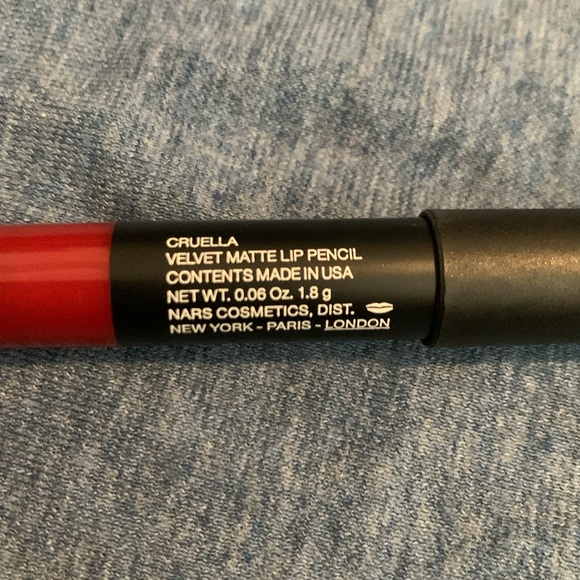 CRUELLA
VELVET MATTE LIP PENCIL
CONTENTS MADE IN USA
NET WT. 0.06 Oz. 1.8 g
NARS COSMETICS, DIST.
NEW YORK - PARIS - LONDON